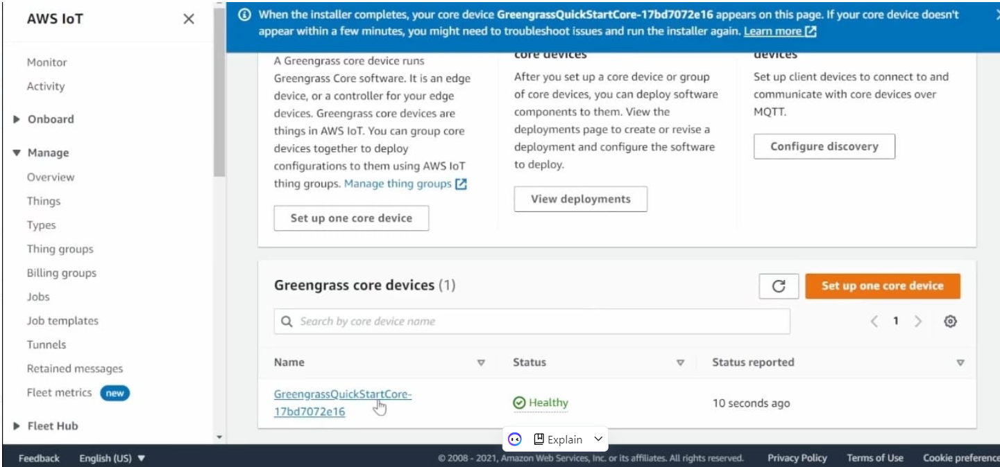 AWS IoT
Monitor
Activity
Onboard
Manage
Overview
Things
Types
Thing groups
Billing groups
Jobs
Job templates
Tunnels
Retained messages
Fleet metrics new
Fleet Hub
When the installer completes, your core device GreengrassQuickStartCore-17bd7072e16 appears on this page. If your core device doesn't
appear within a few minutes, you might need to troubleshoot issues and run the installer again. Learn more
A Greengrass core device runs
Greengrass Core software. It is an edge
device, or a controller for your edge
devices. Greengrass core devices are
things in AWS IoT. You can group core
devices together to deploy
configurations to them using AWS IoT
thing groups. Manage thing groups
Set up one core device
core devices
After you set up a core device or group
of core devices, you can deploy software
components to them. View the
deployments page to create or revise a
deployment and configure the software
to deploy.
View deployments
devices
Set up client devices to connect to and
communicate with core devices over
MQTT.
Configure discovery
Greengrass core devices (1)
Set up one core device
Search by core device name
1
Name
Status
Status reported
GreengrassQuickStartCore-
17bd7072e16
Healthy
10 seconds ago
Explain
Feedback
English (US)
© 2008 - 2021, Amazon Web Services, Inc. or its affiliates. All rights reserved.
Privacy Policy
Terms of Use
Cookie preference